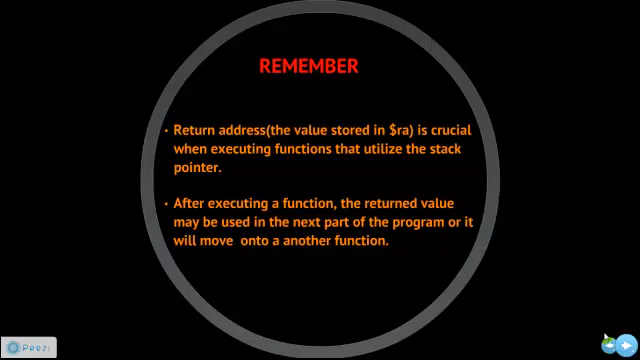 REMEMBER
• Return address(the value stored in $ra) is crucial
when executing functions that utilize the stack
pointer.
• After executing a function, the returned value
may be used in the next part of the program or it
will move onto a another function.
Prezi